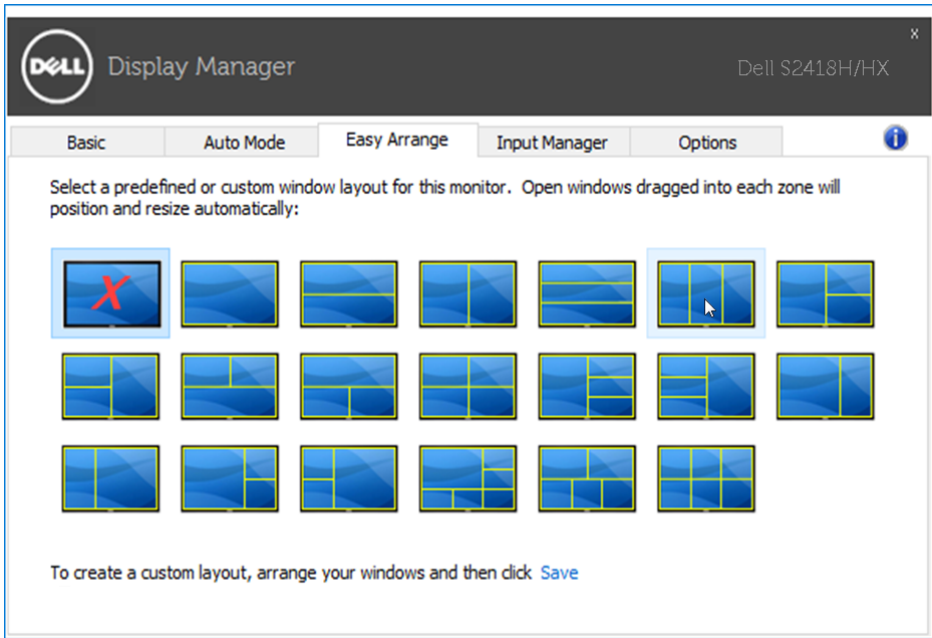 x
DELL Display Manager
Dell S2418H/HX
Basic Auto Mode Easy Arrange Input Manager Options i
Select a predefined or custom window layout for this monitor. Open windows dragged into each zone will
position and resize automatically:
X
To create a custom layout, arrange your windows and then click Save